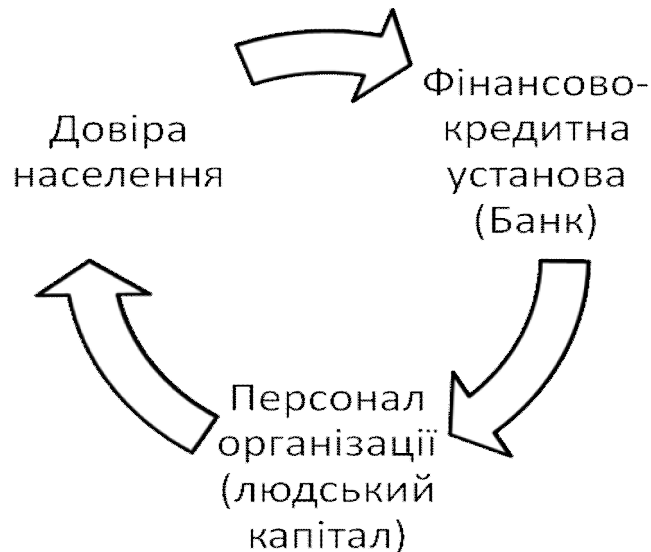 Довіра
населення
Фінансово-
кредитна
установа
(Банк)
Персонал
організації
(людський
капітал)